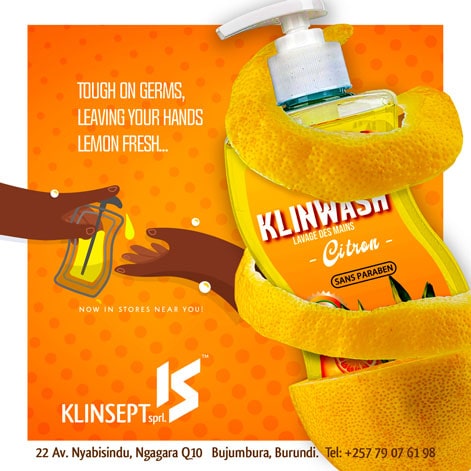 TOUGH ON GERMS,
LEAVING YOUR HANDS
LEMON FRESH...
KLINWASH
LAVAGE DES MAINS
- Citron -
SANS PARABEN
NOW IN STORES NEAR YOU!
KS™
KLINSEPT sprl.
22 Av. Nyabisindu, Ngagara Q10 Bujumbura, Burundi. Tel: +257 79 07 61 98